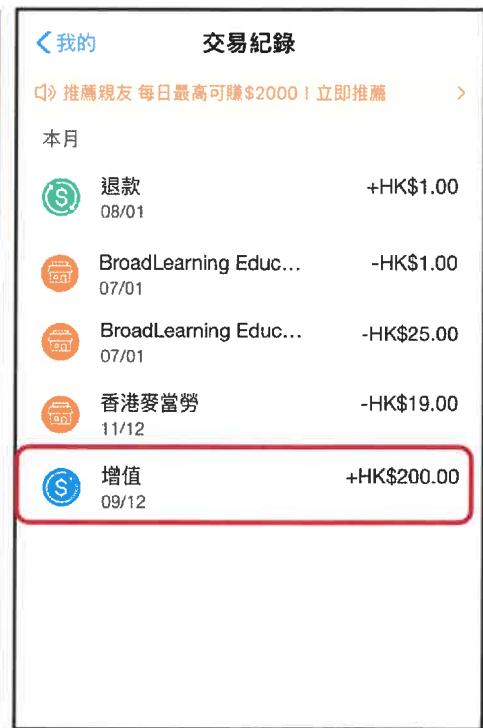 我的
交易紀錄
推薦親友 每日最高可賺$2000！立即推薦
本月
退款 +HK$1.00
08/01
BroadLearning Educ... -HK$1.00
07/01
BroadLearning Educ... -HK$25.00
07/01
香港麥當勞 -HK$19.00
11/12
增值 +HK$200.00
09/12